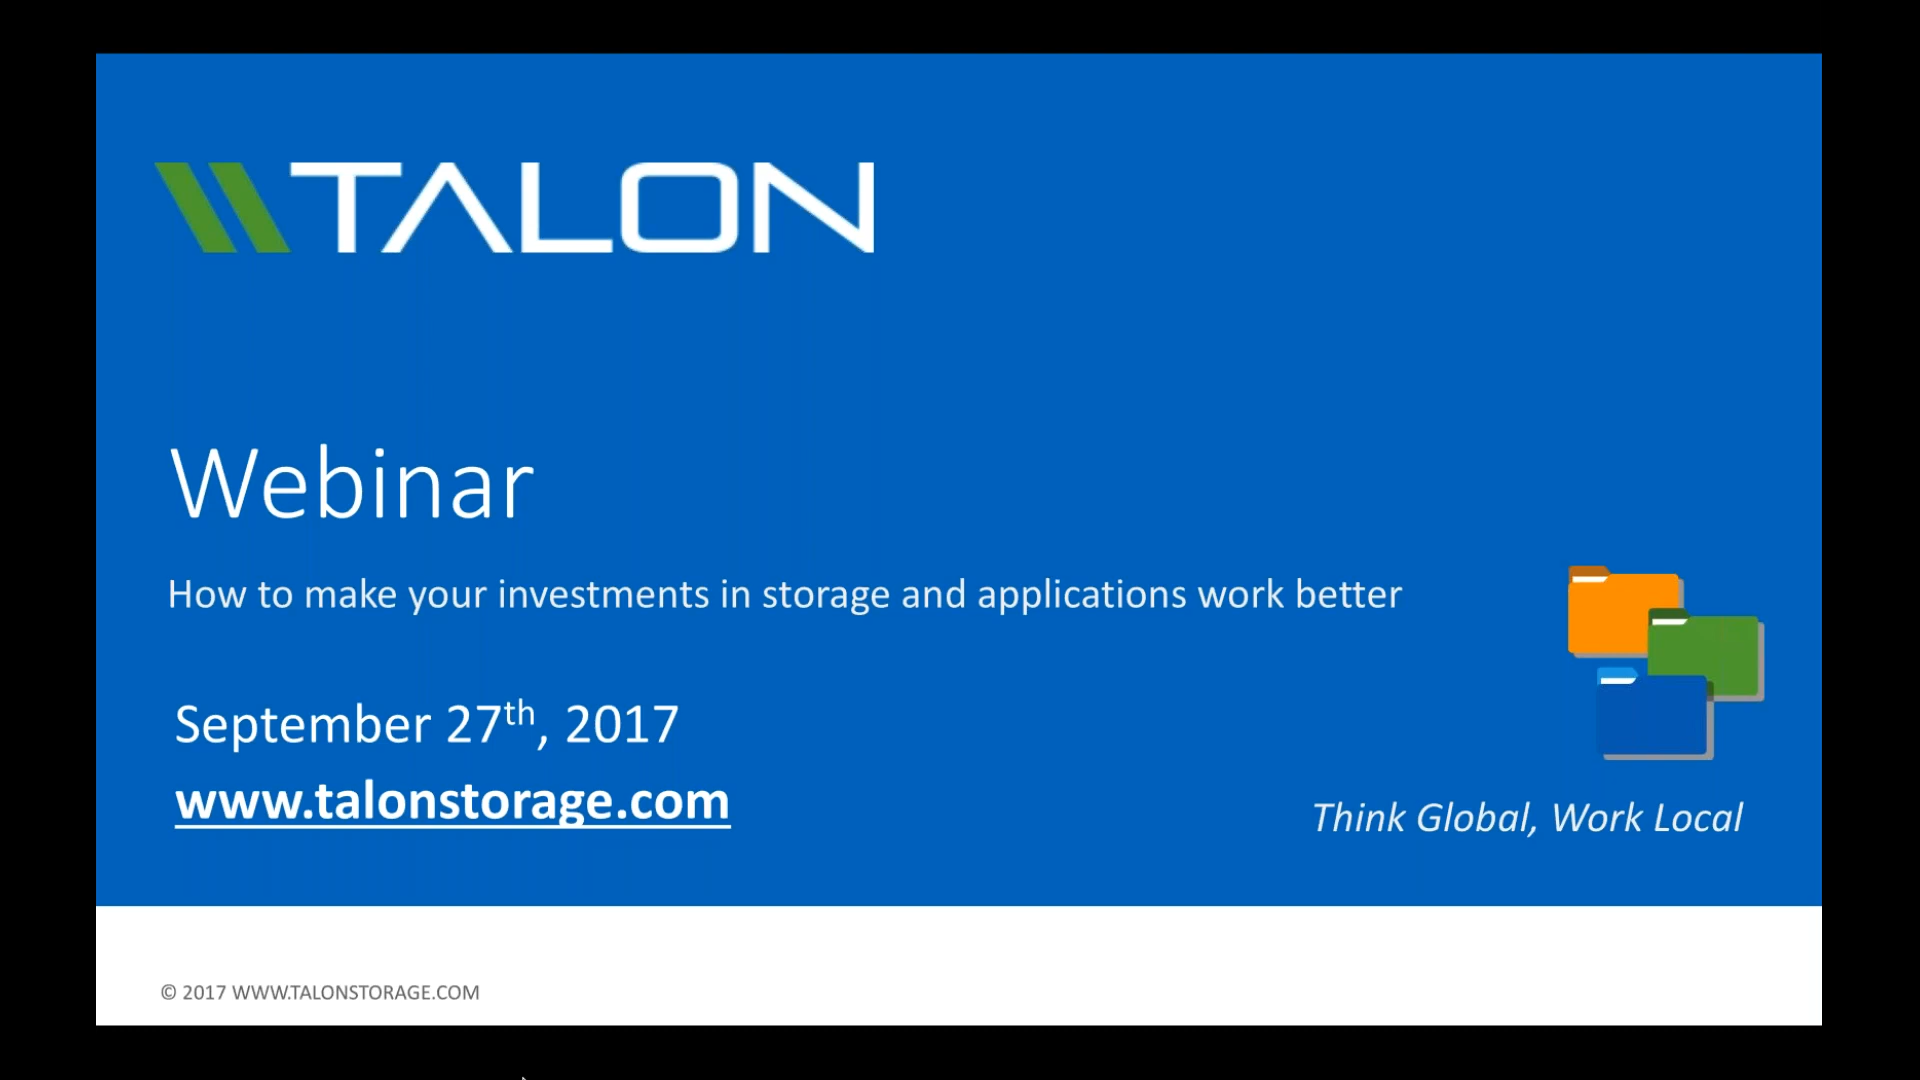 TALON
Webinar
How to make your investments in storage and applications work better
September 27th, 2017
www.talonstorage.com
Think Global, Work Local
© 2017 WWW.TALONSTORAGE.COM